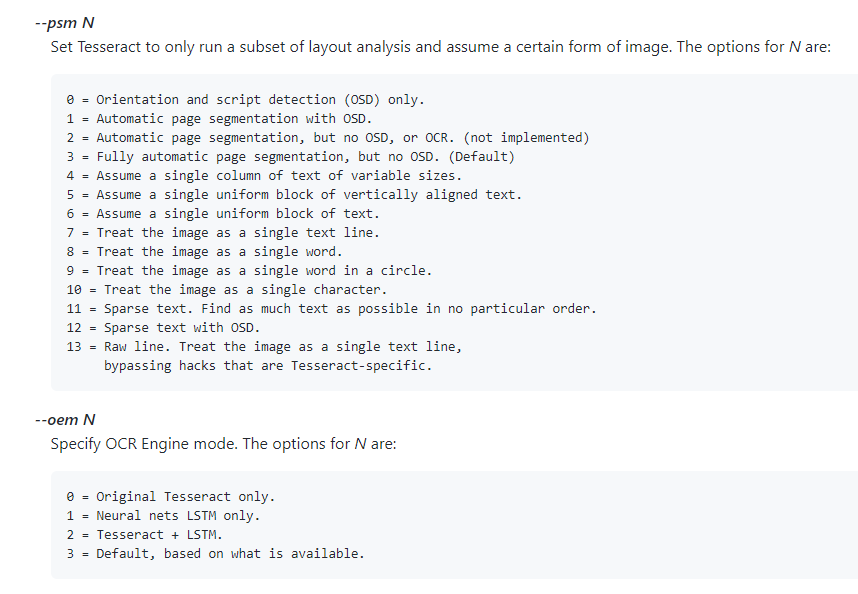 --psm N
Set Tesseract to only run a subset of layout analysis and assume a certain form of image. The options for N are:
0 = Orientation and script detection (OSD) only.
1 = Automatic page segmentation with OSD.
2 = Automatic page segmentation, but no OSD, or OCR. (not implemented)
3 = Fully automatic page segmentation, but no OSD. (Default)
4 = Assume a single column of text of variable sizes.
5 = Assume a single uniform block of vertically aligned text.
6 = Assume a single uniform block of text.
7 = Treat the image as a single text line.
8 = Treat the image as a single word.
9 = Treat the image as a single word in a circle.
10 = Treat the image as a single character.
11 = Sparse text. Find as much text as possible in no particular order.
12 = Sparse text with OSD.
13 = Raw line. Treat the image as a single text line,
bypassing hacks that are Tesseract-specific.
--oem N
Specify OCR Engine mode. The options for N are:
0 = Original Tesseract only.
1 = Neural nets LSTM only.
2 = Tesseract + LSTM.
3 = Default, based on what is available.